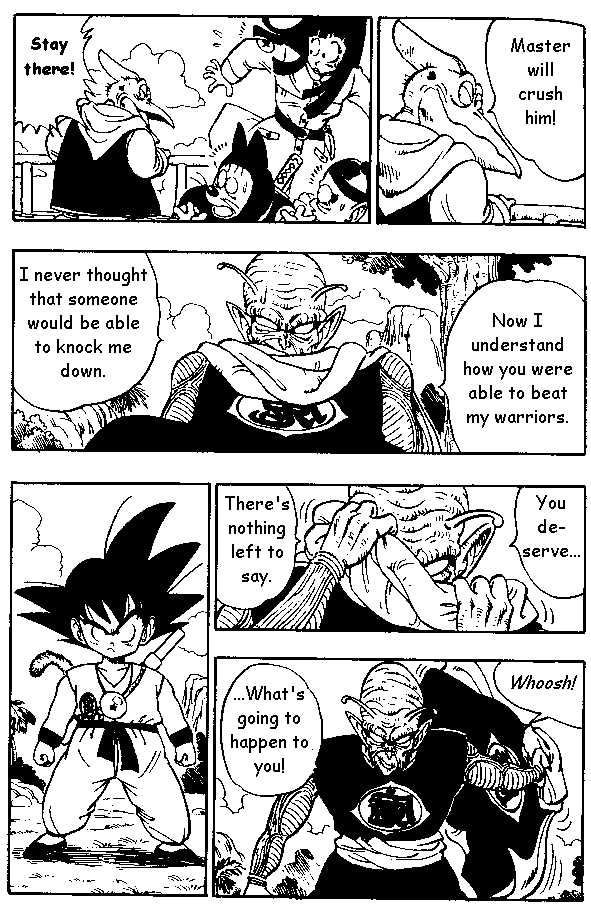 Stay
there!
Master
will
crush
him!
I never thought
that someone
would be able
to knock me
down.
Now I
understand
how you were
able to beat
my warriors.
There's
nothing
left to
say.
You
de-
serve...
...What's
going to
happen to
you!
Whoosh!